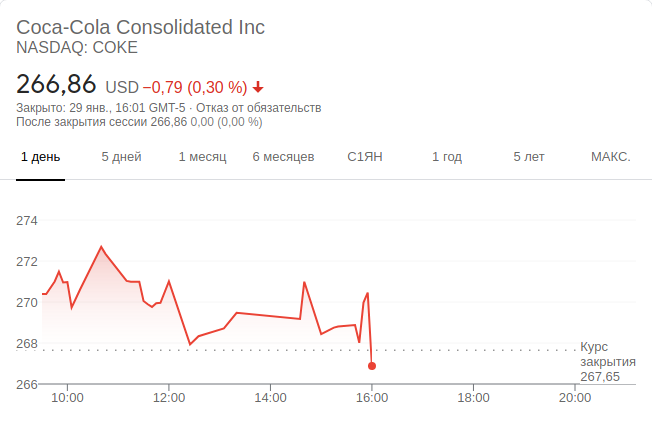 Coca-Cola Consolidated Inc
NASDAQ: COKE
266,86 USD −0,79 (0,30 %)
Закрыто: 29 янв., 16:01 GMT-5 · Отказ от обязательств
После закрытия сессии 266,86 0,00 (0,00 %)
1 день 5 дней 1 месяц 6 месяцев С1ЯН 1 год 5 лет МАКС.
274
272
270
268
Курс
закрытия
267,65
266
10:00 12:00 14:00 16:00 18:00 20:00